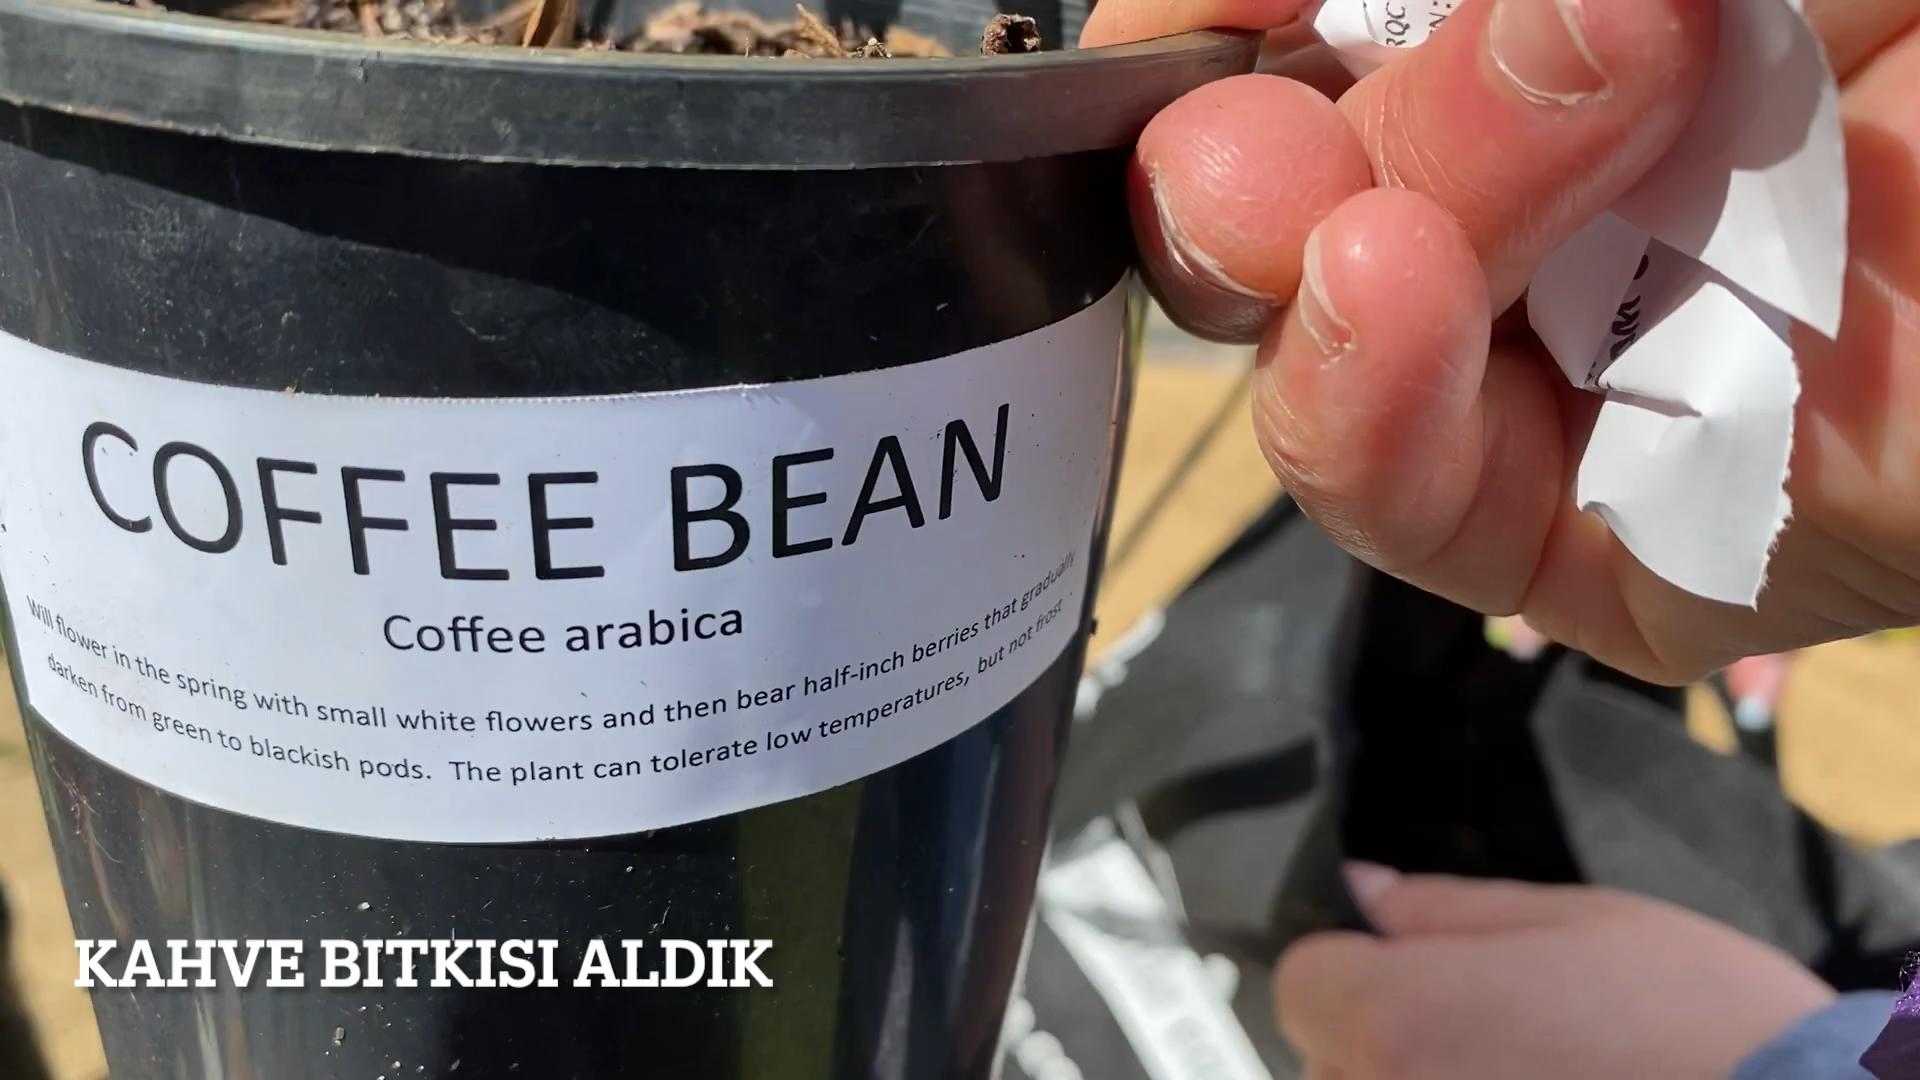 COFFEE BEAN
Coffee arabica
Will flower in the spring with small white flowers and then bear half-inch berries that gradually
darken from green to blackish pods. The plant can tolerate low temperatures, but not frost
KAHVE BITKISI ALDIK